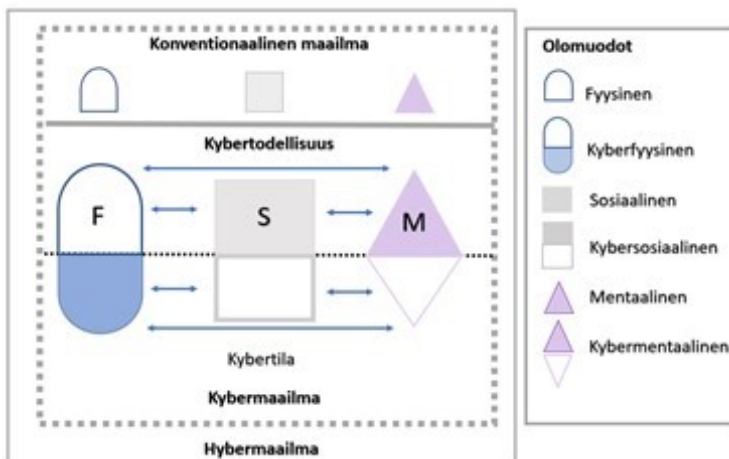 Konventionaalinen maailma
Kybertodellisuus
F
S
M
Kybertila
Kybermaailma
Hybermaailma
Olomuodot
Fyysinen
Kyberfyysinen
Sosiaalinen
Kybersosiaalinen
Mentaalinen
Kybermentaalinen